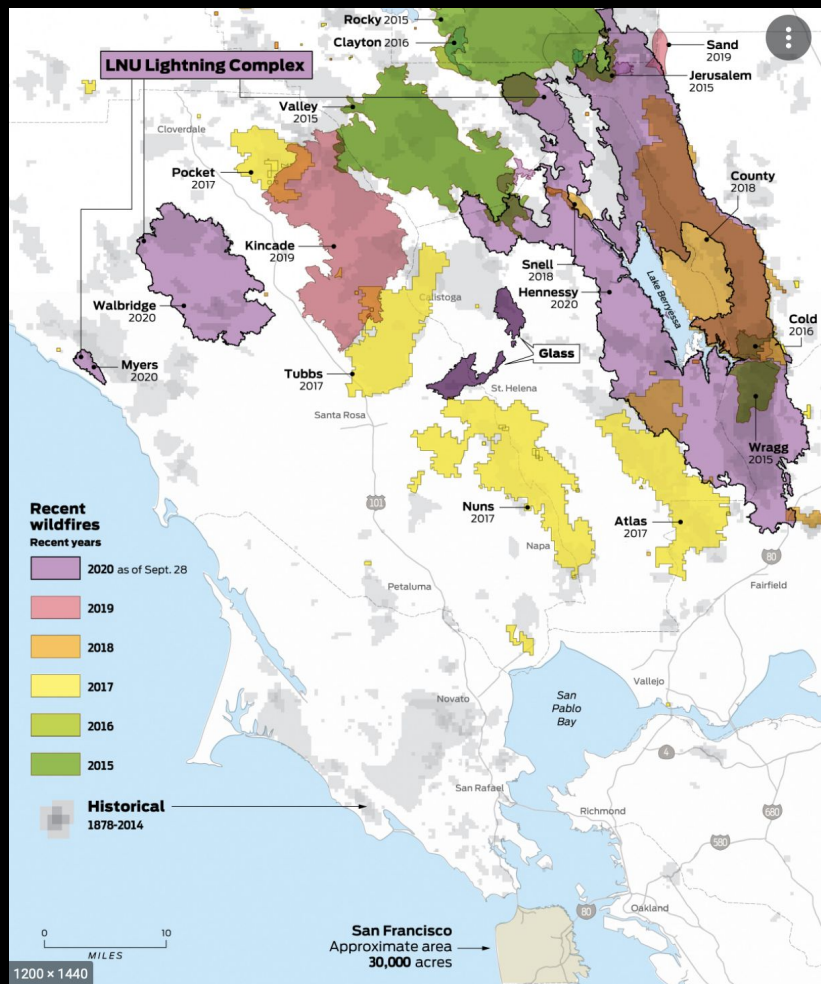 Rocky 2015
Clayton 2016
LNU Lightning Complex
Sand
2019
Jerusalem
2015
Valley
2015
Cloverdale
Pocket
2017
County
2018
Kincade
2019
Snell
2018
Hennessy
2020
Lake Berryessa
Calistoga
Walbridge
2020
Cold
2016
Glass
Myers
2020
Tubbs
2017
St. Helena
Santa Rosa
Wragg
2015
101
Nuns
2017
Atlas
2017
Napa
80
Fairfield
Petaluma
Recent
wildfires
Recent years
2020 as of Sept. 28
2019
2018
2017
2016
2015
Historical
1878-2014
Vallejo
Novato
San
Pablo
Bay
4
San Rafael
Richmond
680
580
80
Oakland
San Francisco
Approximate area
30,000 acres
0 10
MILES
1200 × 1440